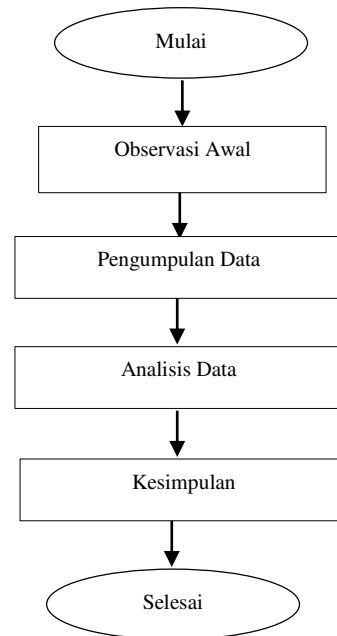 Mulai
Observasi Awal
Pengumpulan Data
Analisis Data
Kesimpulan
Selesai